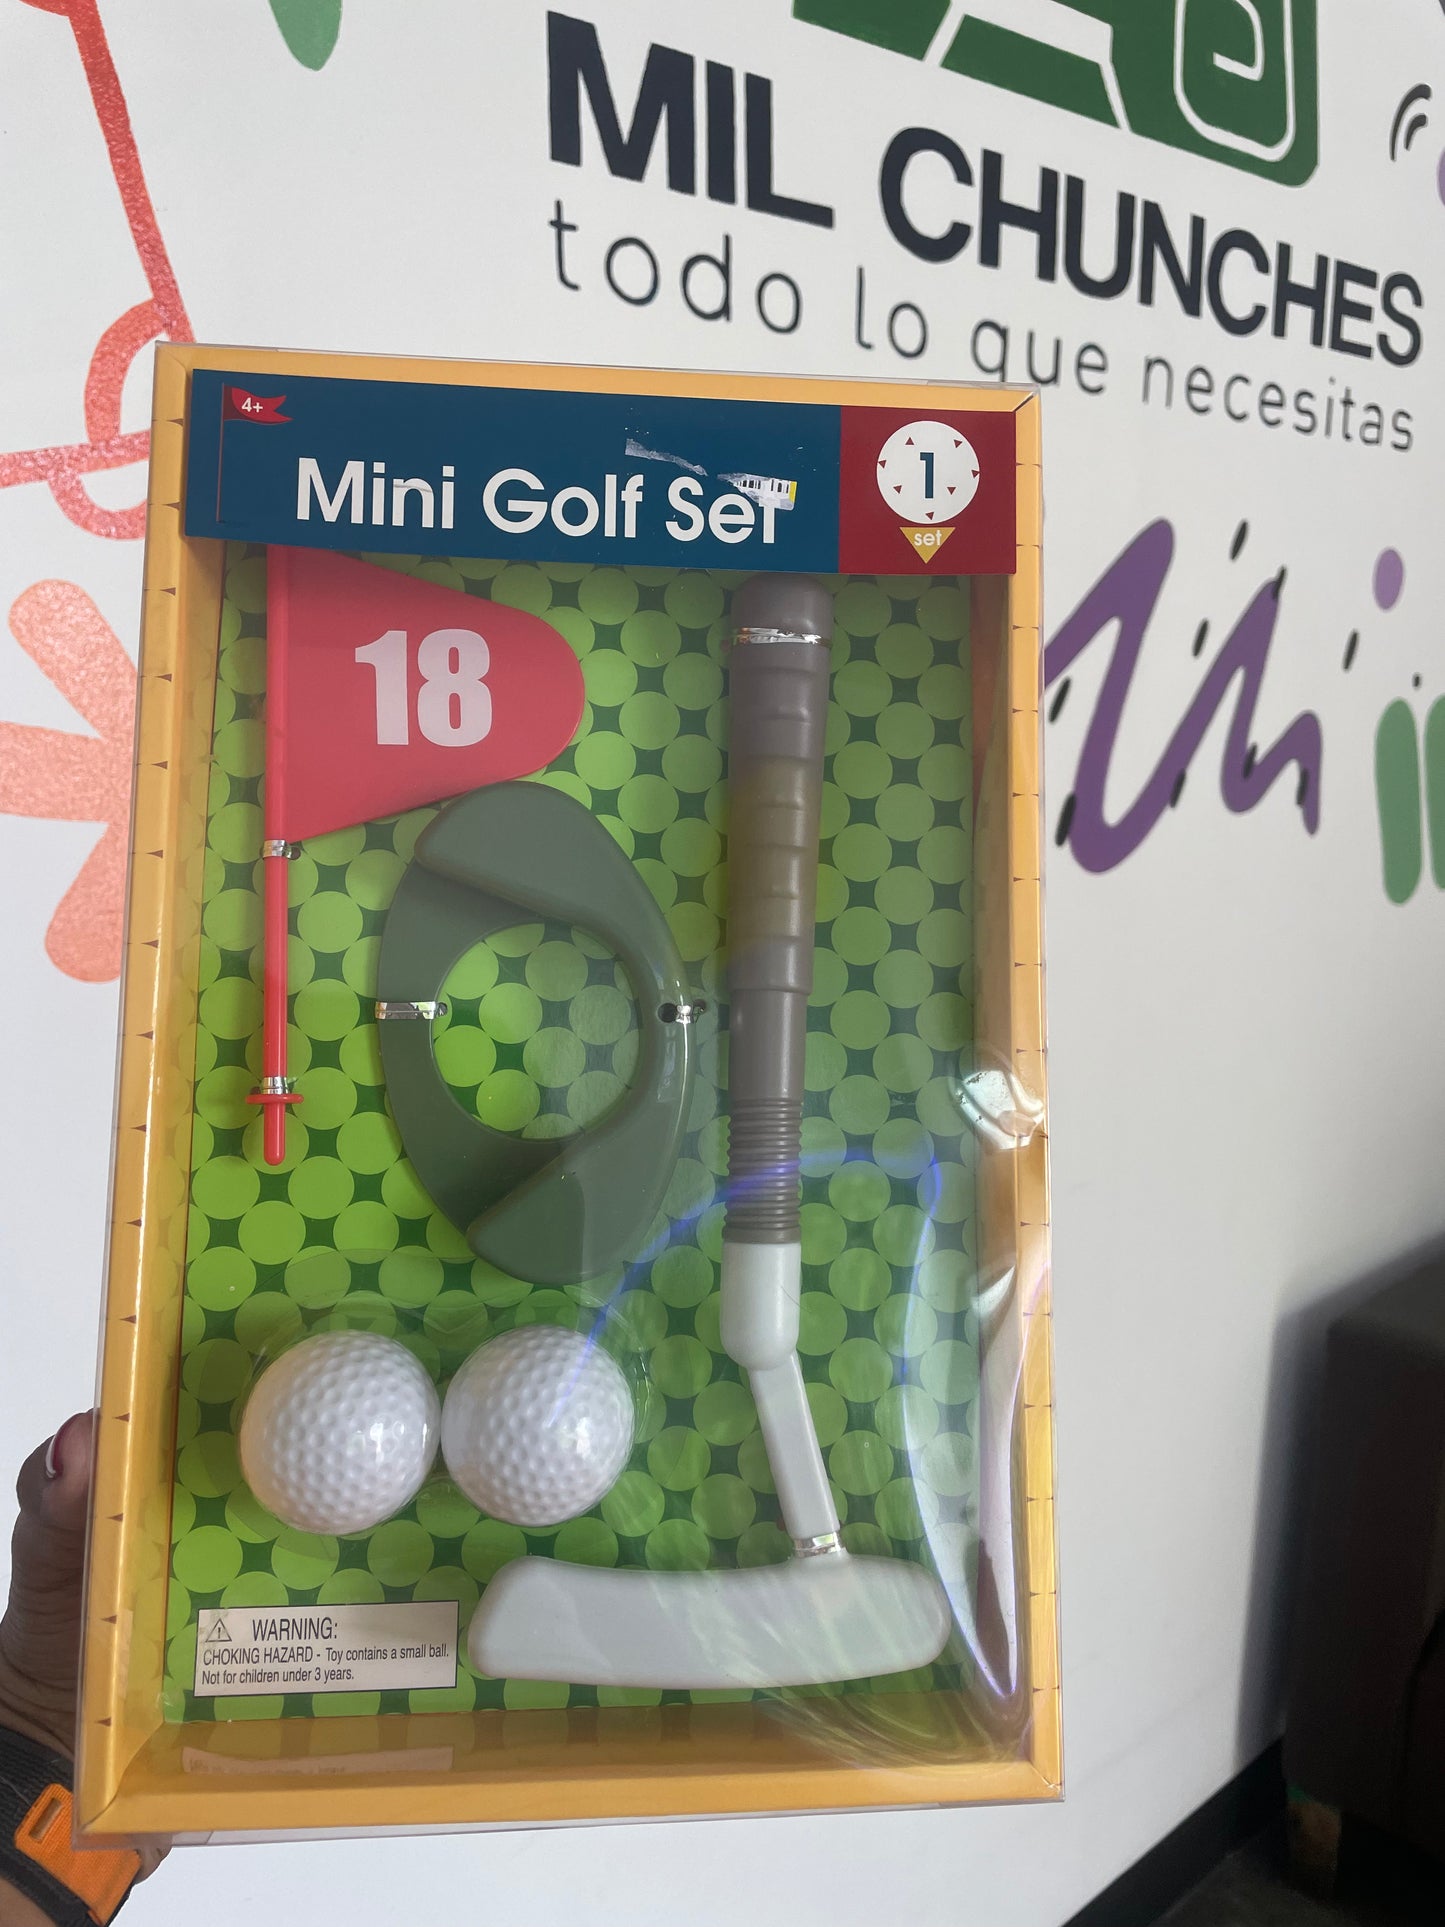 MIL CHUNCHES
todo lo que necesitas
4+
Mini Golf Set
1
set
18
WARNING:
CHOKING HAZARD - Toy contains a small ball.
Not for children under 3 years.